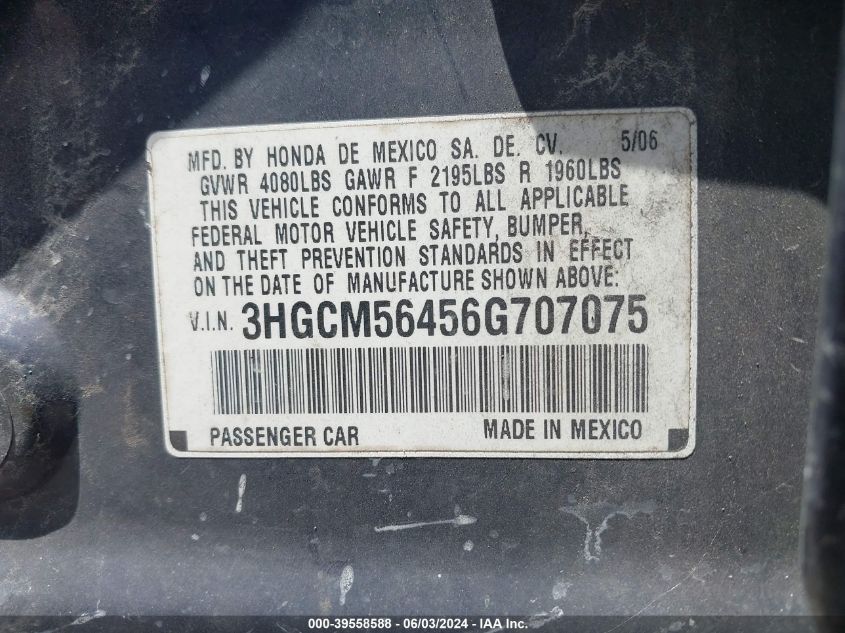 MFD. BY HONDA DE MEXICO SA. DE. CV. 5/06
GVWR 4080LBS GAWR F 2195LBS R 1960LBS
THIS VEHICLE CONFORMS TO ALL APPLICABLE
FEDERAL MOTOR VEHICLE SAFETY, BUMPER,
AND THEFT PREVENTION STANDARDS IN EFFECT
ON THE DATE OF MANUFACTURE SHOWN ABOVE:
V.I.N. 3HGCM56456G707075
PASSENGER CAR MADE IN MEXICO
000-39558588 - 06/03/2024 - IAA Inc.